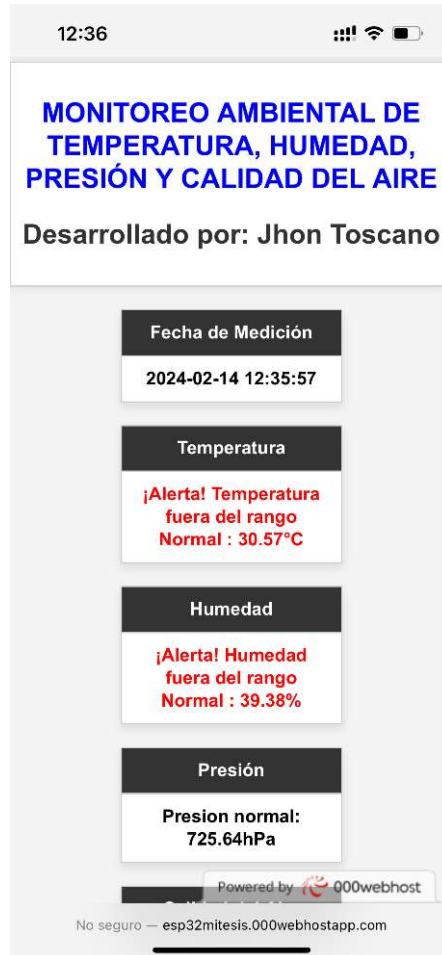 12:36
MONITOREO AMBIENTAL DE
TEMPERATURA, HUMEDAD,
PRESIÓN Y CALIDAD DEL AIRE
Desarrollado por: Jhon Toscano
Fecha de Medición
2024-02-14 12:35:57
Temperatura
¡Alerta! Temperatura
fuera del rango
Normal : 30.57°C
Humedad
¡Alerta! Humedad
fuera del rango
Normal : 39.38%
Presión
Presion normal:
725.64hPa
Powered by 000webhost
No seguro — esp32mitesis.000webhostapp.com